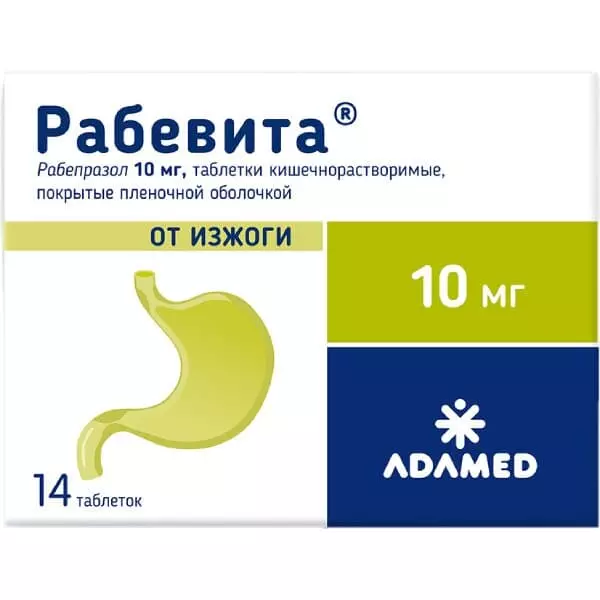 Рабевита®
Рабепразол 10 мг, таблетки кишечнорастворимые,
покрытые пленочной оболочкой
ОТ ИЗЖОГИ
10 мг
ADAMED
14 таблеток